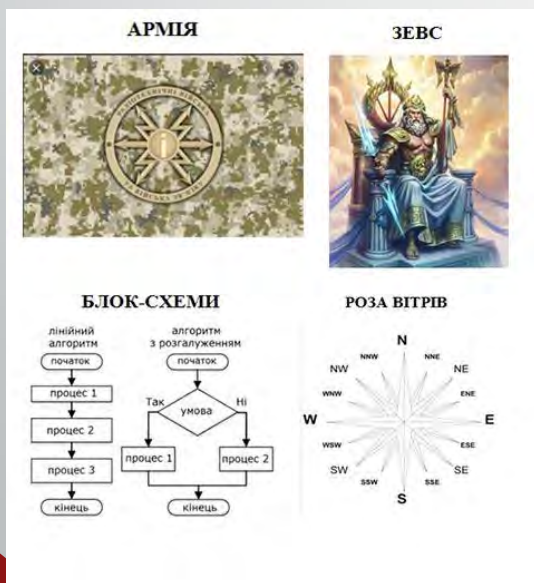 АРМІЯ
ЗЕВС
БЛОК-СХЕМИ
лінійний
алгоритм
початок
процес 1
процес 2
процес 3
кінець
алгоритм
з розгалуженням
початок
Так
умова
Ні
процес 1
процес 2
кінець
РОЗА ВІТРІВ
N
NNW
NNE
NW
NE
WNW
ENE
W
E
WSW
ESE
SW
SE
SSW
SSE
S